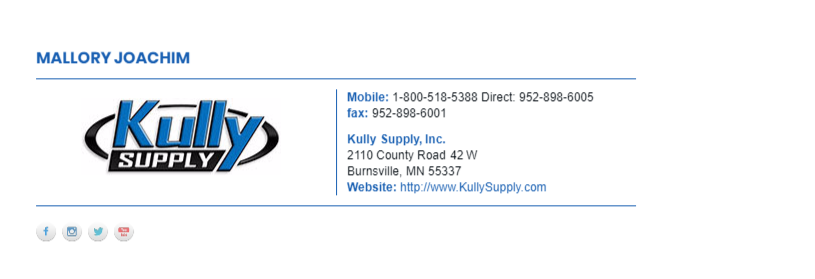 MALLORY JOACHIM
Kully
SUPPLY
Mobile: 1-800-518-5388 Direct: 952-898-6005
fax: 952-898-6001
Kully Supply, Inc.
2110 County Road 42 W
Burnsville, MN 55337
Website: http://www.KullySupply.com